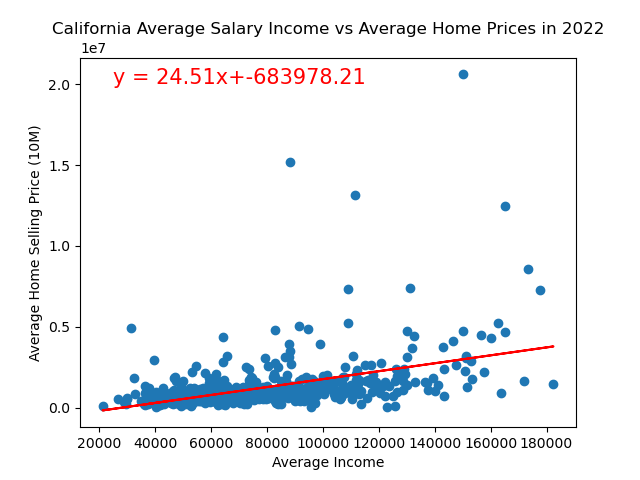 California Average Salary Income vs Average Home Prices in 2022
1e7
y = 24.51x+-683978.21
2.0
1.5
1.0
0.5
0.0
Average Home Selling Price (10M)
20000 40000 60000 80000 100000 120000 140000 160000 180000
Average Income